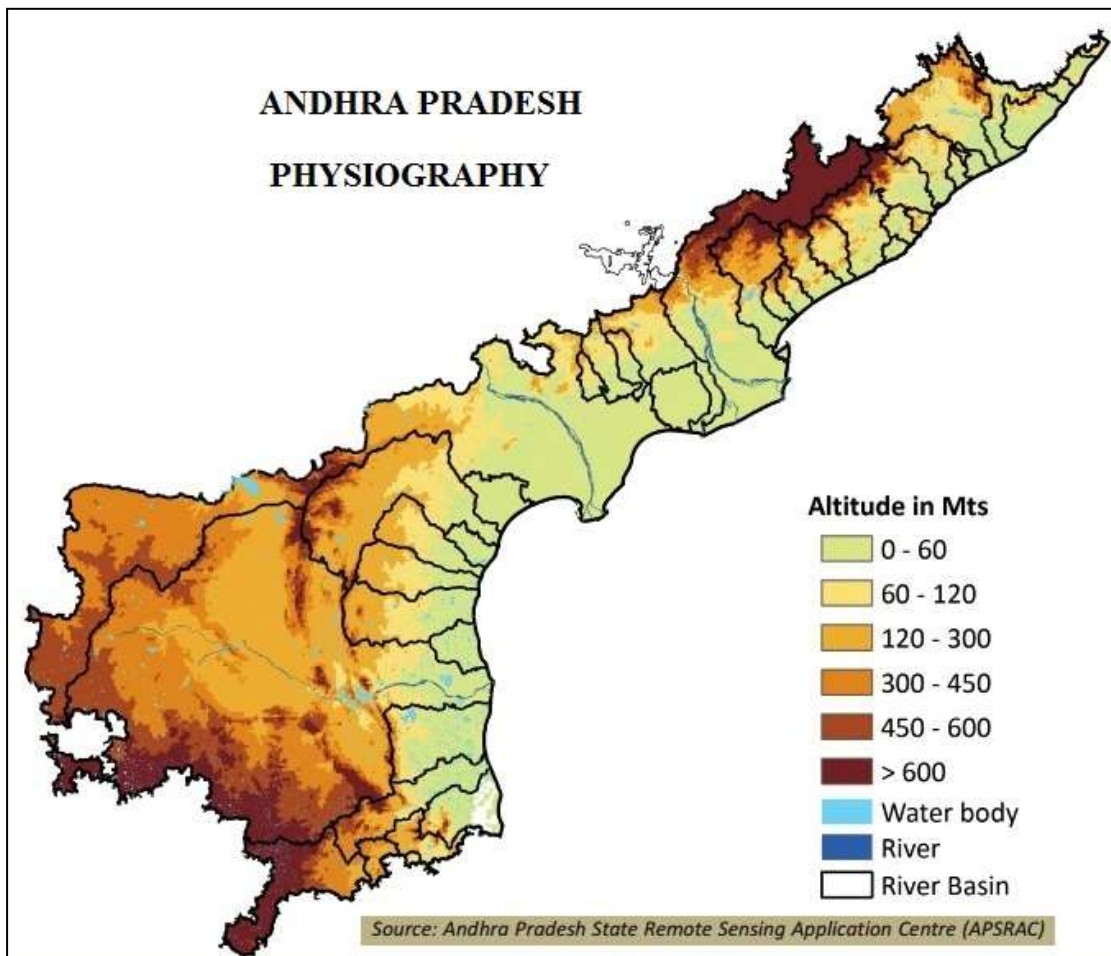 ANDHRA PRADESH
PHYSIOGRAPHY
Altitude in Mts
0 - 60
60 - 120
120 - 300
300 - 450
450 - 600
> 600
Water body
River
River Basin
Source: Andhra Pradesh State Remote Sensing Application Centre (APSRAC)